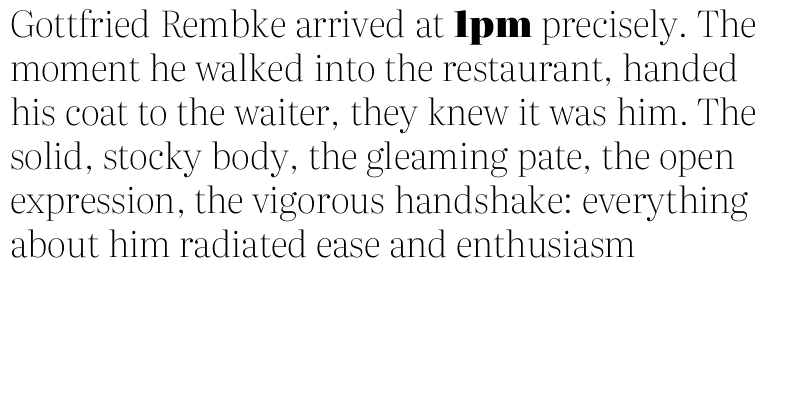 Gottfried Rembke arrived at 1pm precisely. The
moment he walked into the restaurant, handed
his coat to the waiter, they knew it was him. The
solid, stocky body, the gleaming pate, the open
expression, the vigorous handshake: everything
about him radiated ease and enthusiasm